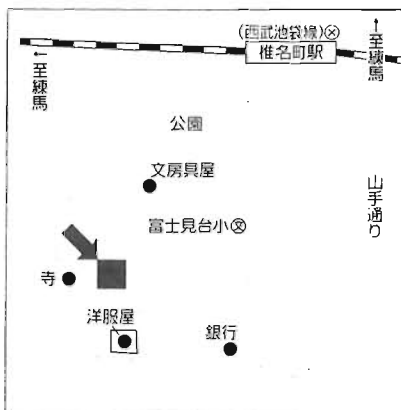 (西武池袋線)
椎名町駅
↑至練馬
←至練馬
公園
文房具屋
山手通り
富士見台小
寺
洋服屋
銀行